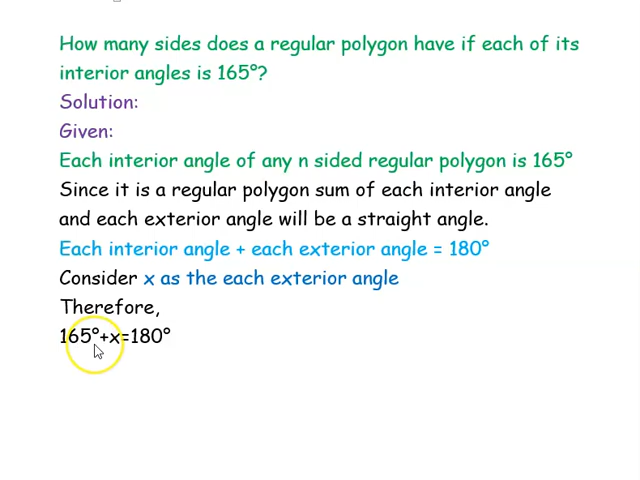 How many sides does a regular polygon have if each of its
interior angles is 165°?
Solution:
Given:
Each interior angle of any n sided regular polygon is 165°
Since it is a regular polygon sum of each interior angle
and each exterior angle will be a straight angle.
Each interior angle + each exterior angle = 180°
Consider x as the each exterior angle
Therefore,
165°+x=180°